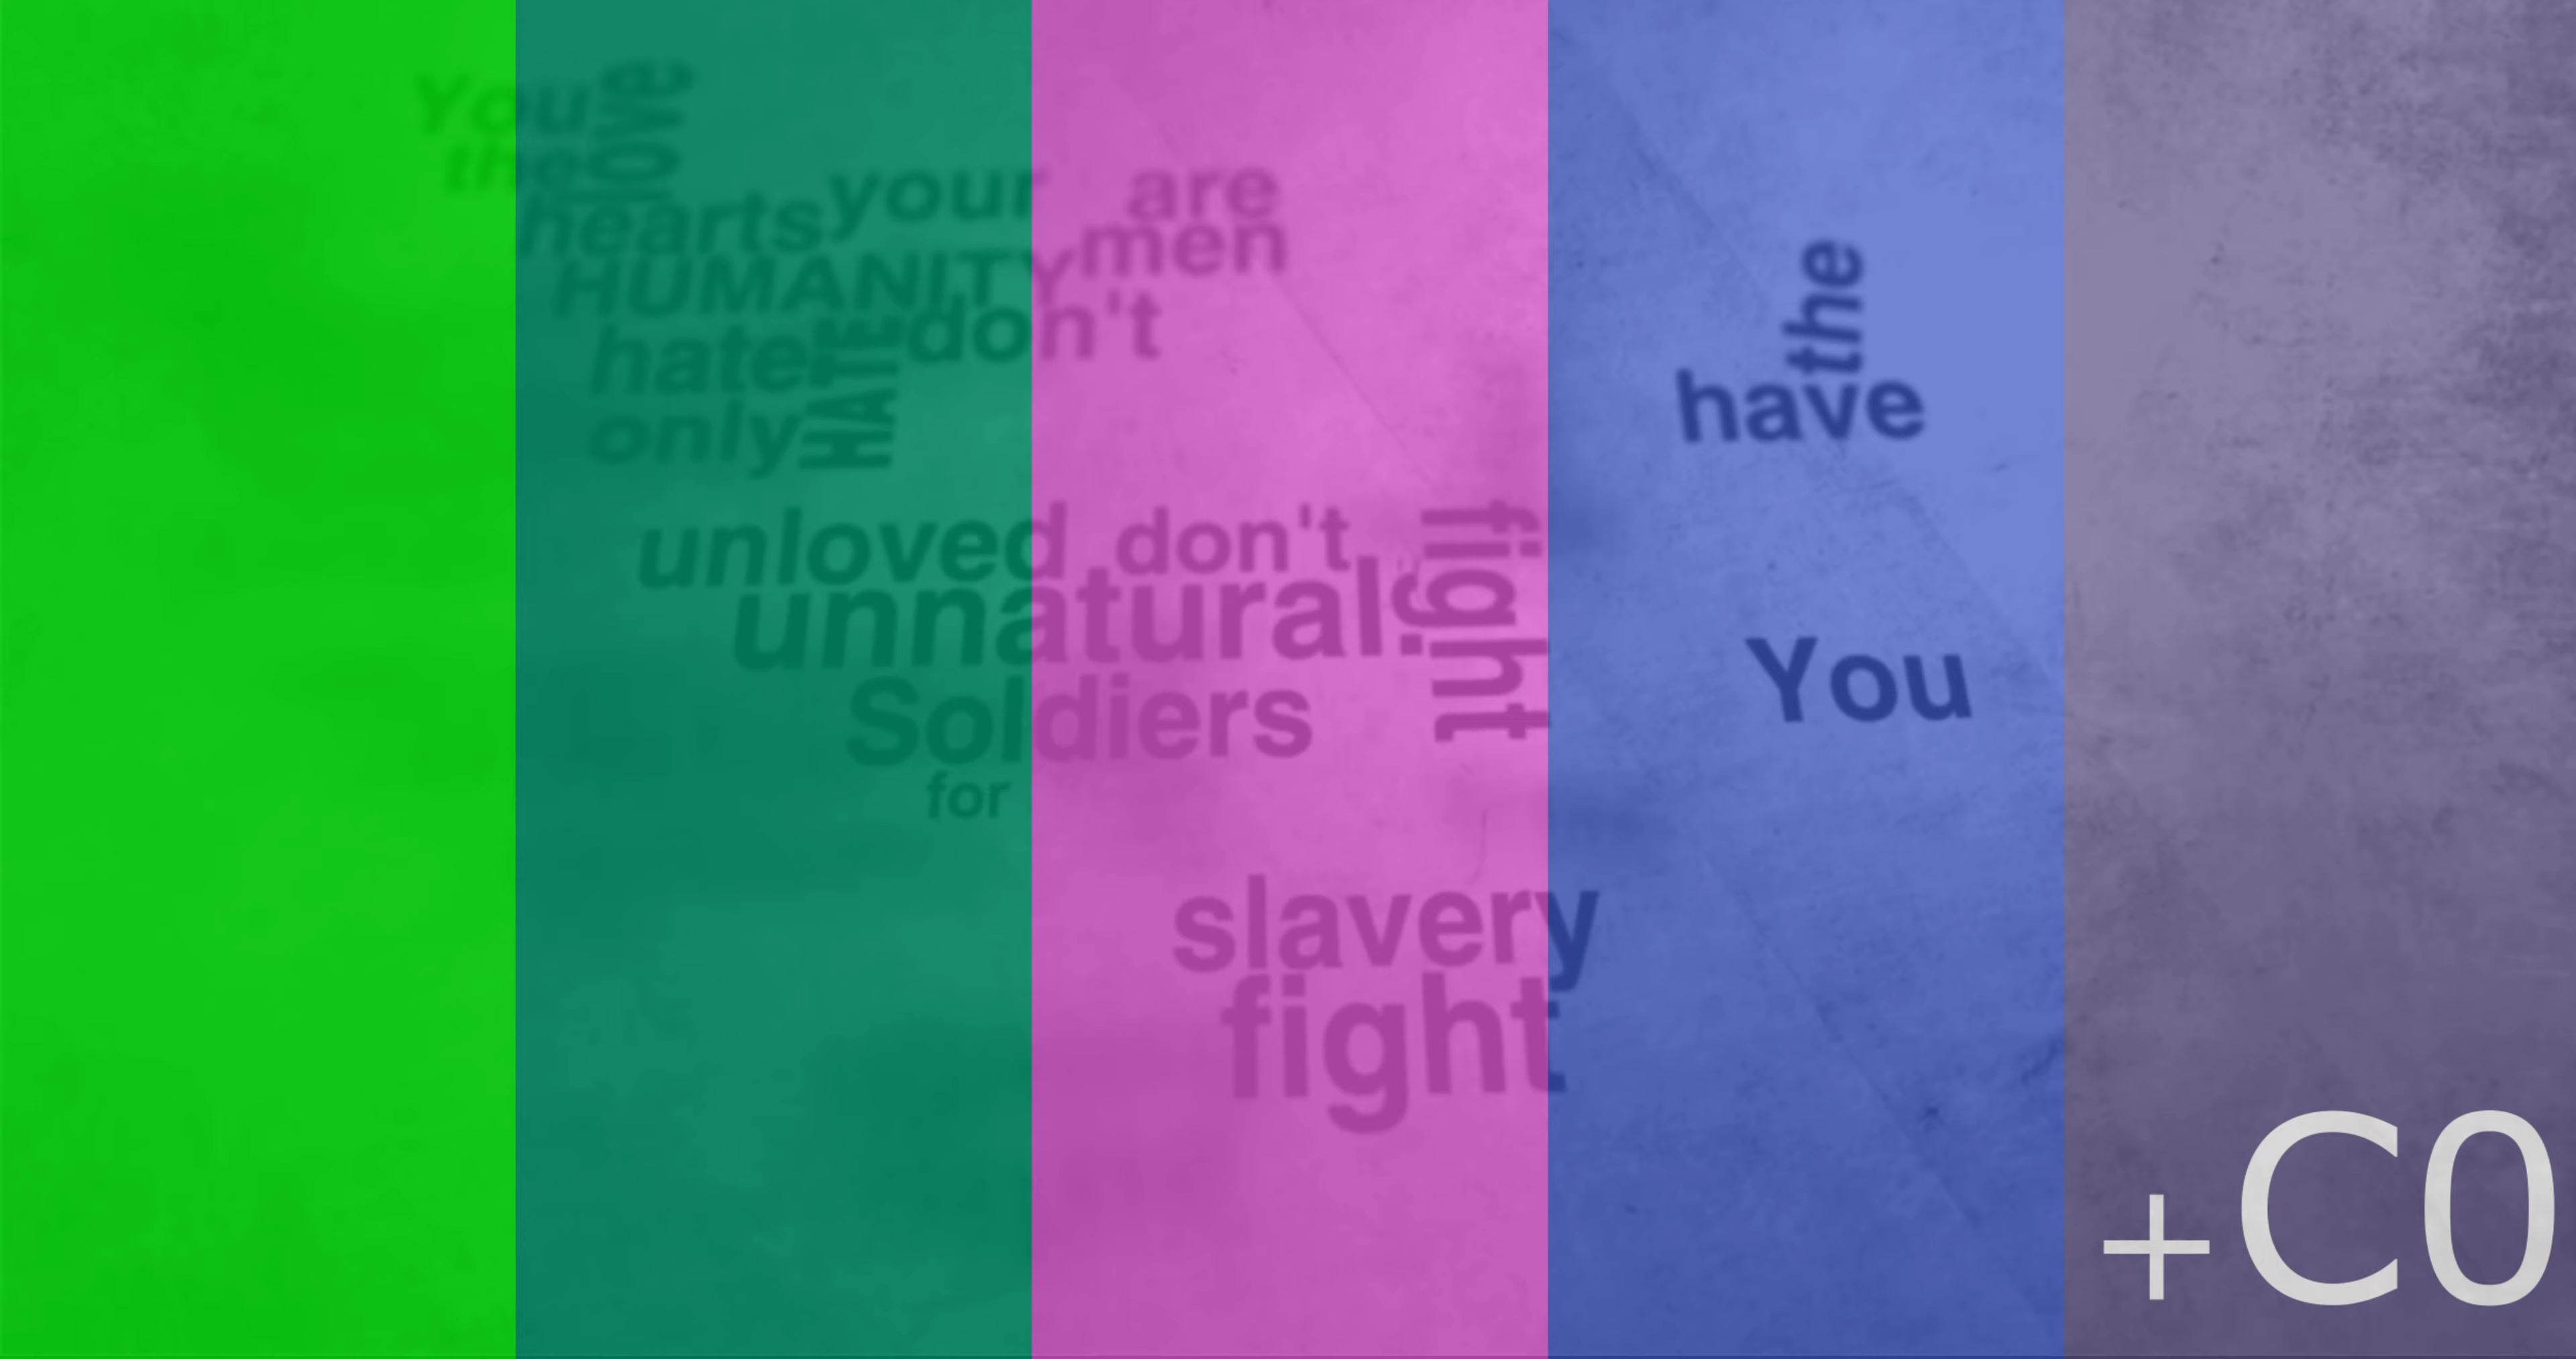 You
love
the
your
are
hearts
men
HUMANITY
the
don't
hate
HATE
have
only
unloved
don't
fight
unnatural.
You
Soldiers
for
slavery
fight
+C0